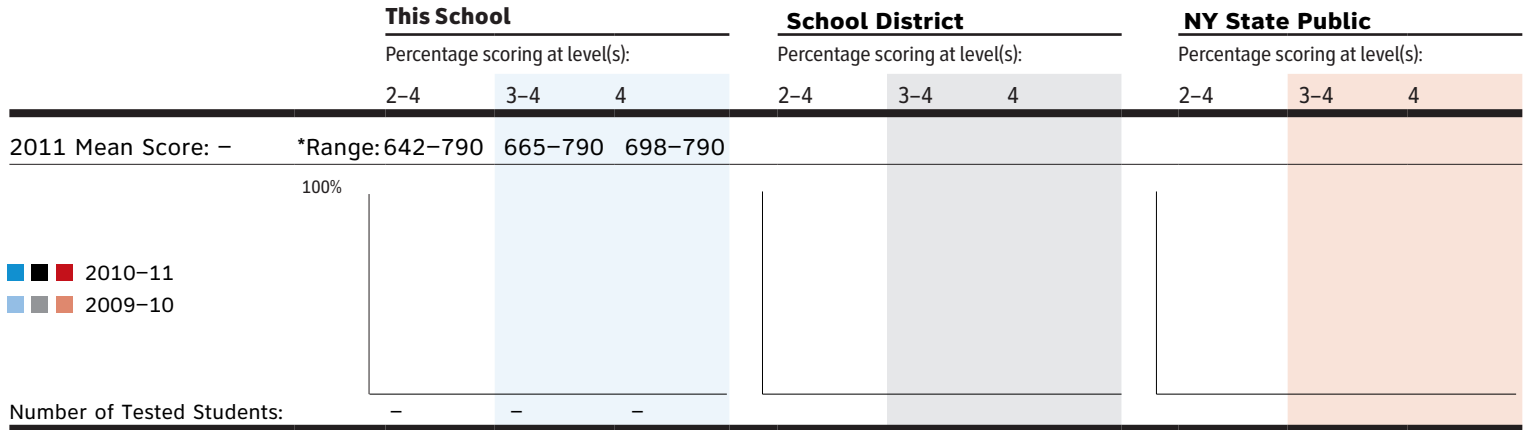 This School School District NY State Public
Percentage scoring at level(s): Percentage scoring at level(s): Percentage scoring at level(s):
2–4 3–4 4 2–4 3–4 4 2–4 3–4 4
2011 Mean Score: – *Range: 642–790 665–790 698–790
100%
2010–11
2009–10
Number of Tested Students: – – –